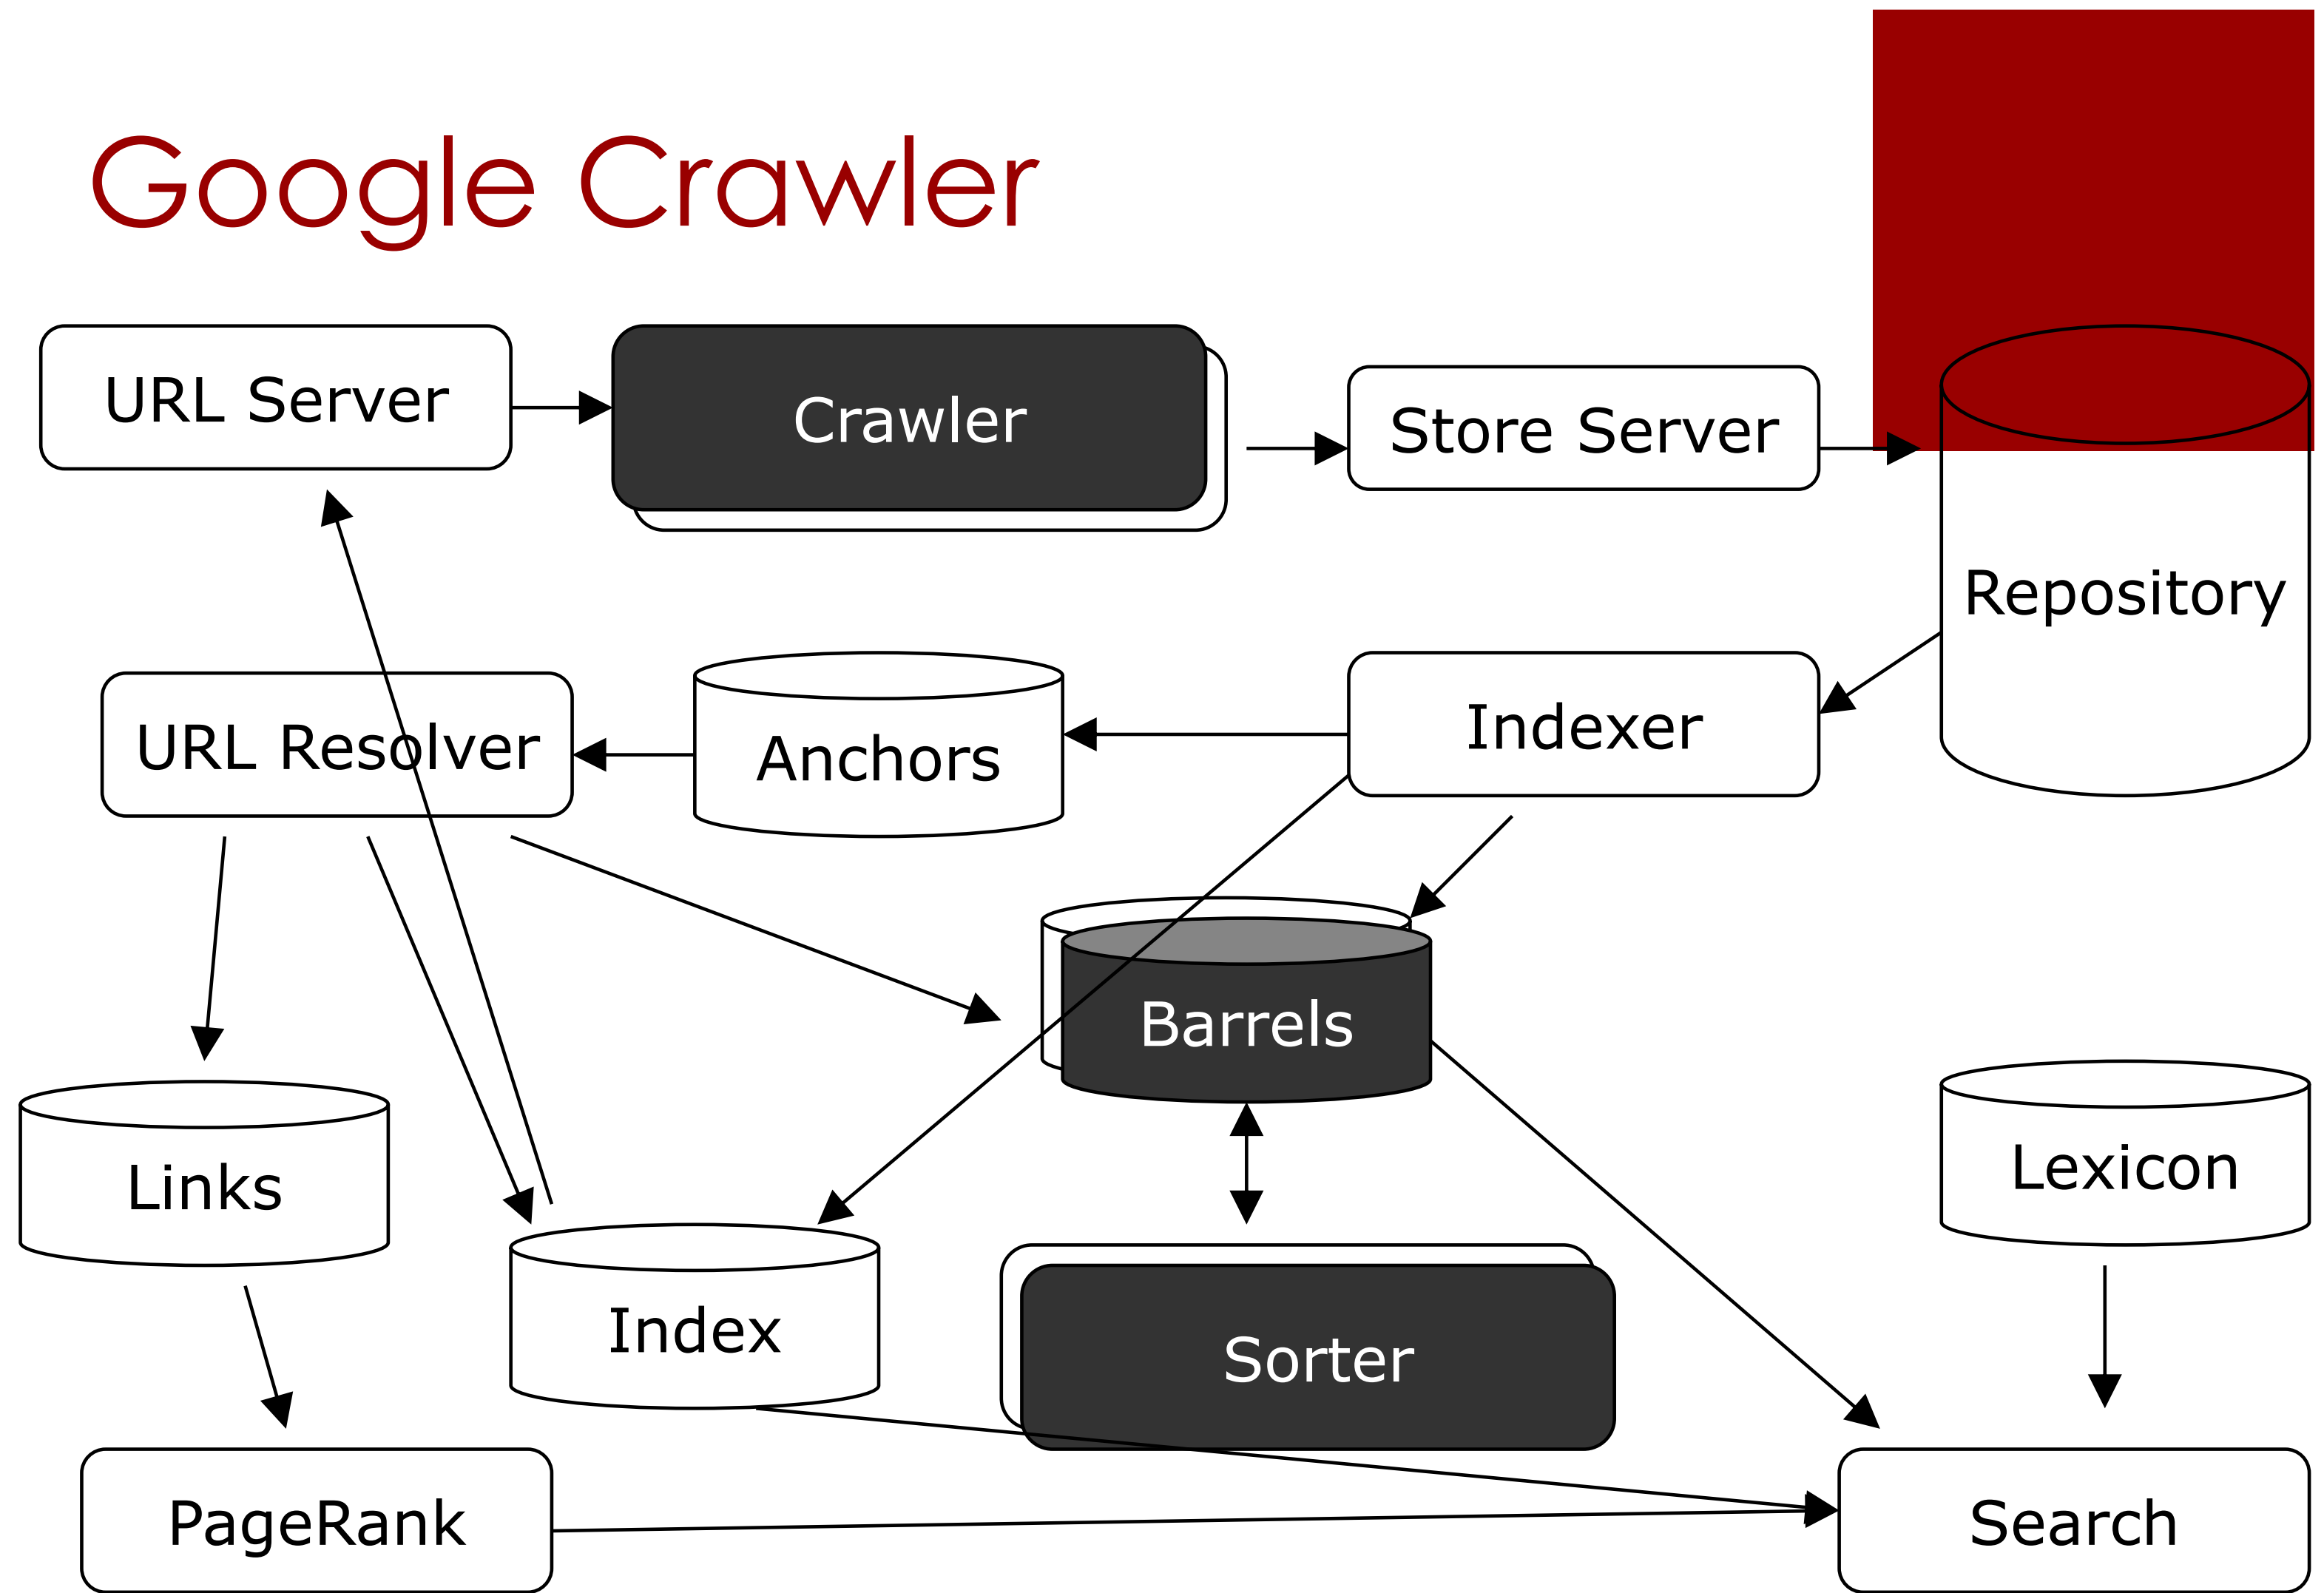 Google Crawler
URL Server
Crawler
Store Server
Repository
URL Resolver
Anchors
Indexer
Barrels
Links
Lexicon
Index
Sorter
PageRank
Search